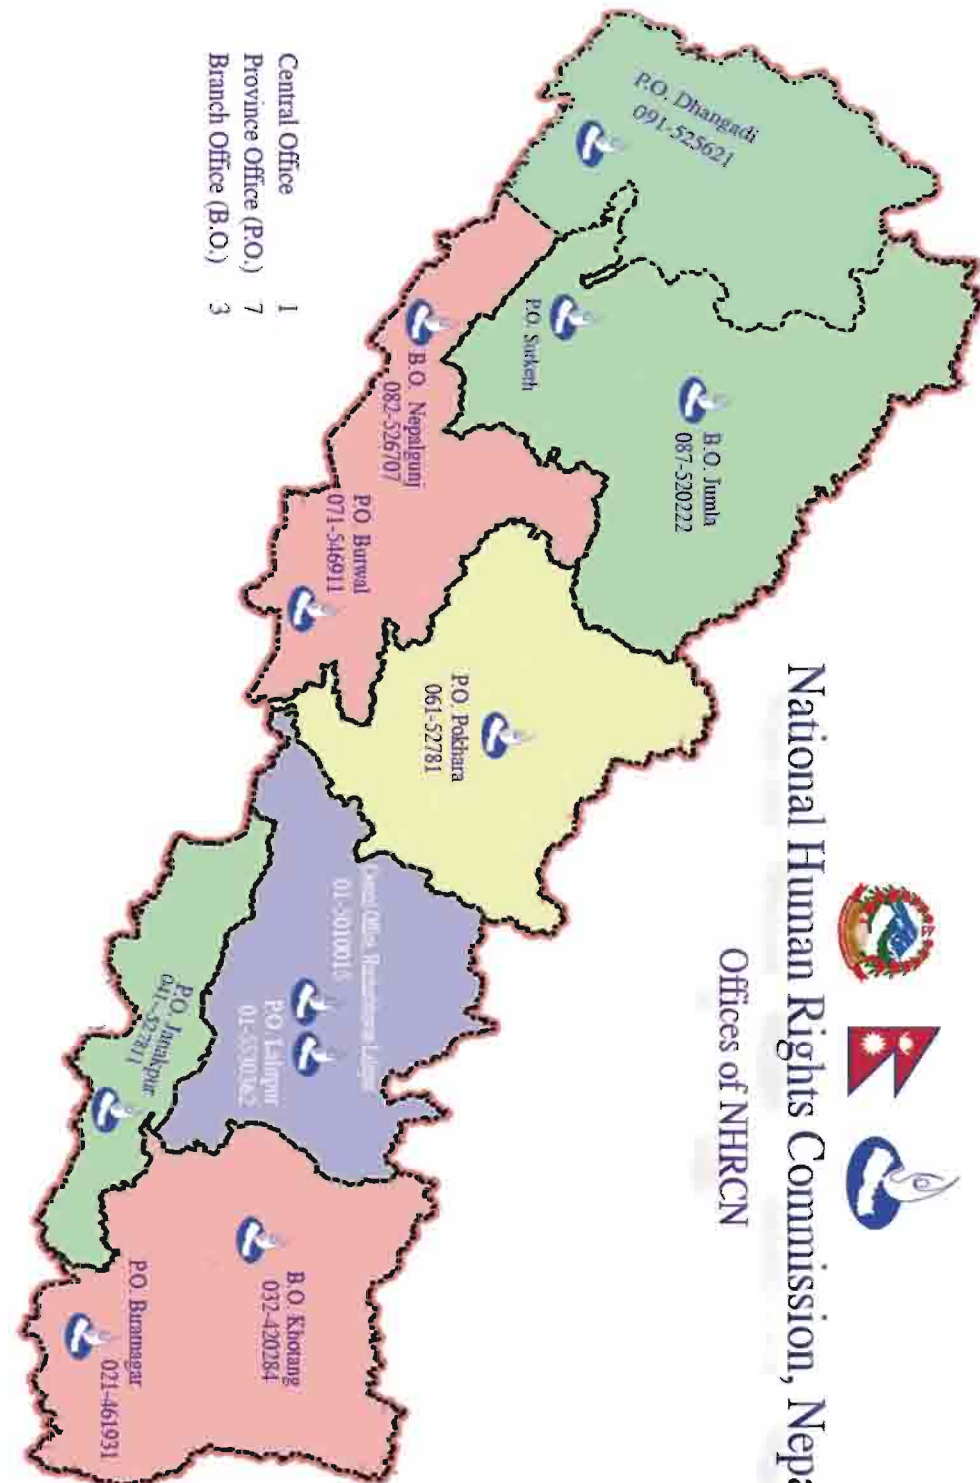 National Human Rights Commission, Nepa
Offices of NHRCN
P.O. Dhangadi
091-525621
B.O. Jumla
087-520222
P.O. Surketh
B.O. Nepalgunj
082-526707
P.O. Butwal
071-546911
P.O. Pokhara
061-52781
01-5010015
P.O. Lalitpur
P.O. Janakpur
041-527811
B.O. Khotang
032-420284
P.O. Biratnagar
021-461931
Central Office 1
Province Office (P.O.) 7
Branch Office (B.O.) 3